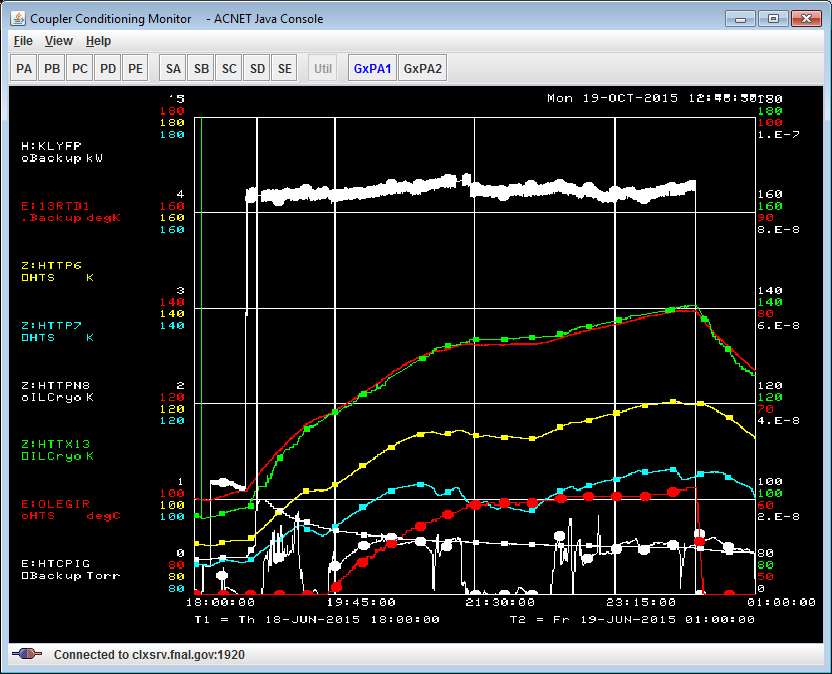 Coupler Conditioning Monitor - ACNET Java Console
File View Help
PA PB PC PD PE SA SB SC SD SE Util GxPA1 GxPA2
Mon 19-OCT-2015
5
180
180
180
180
180
100
1.E-7
H:KLYFP
oBackup kW
4
160
160
160
160
160
90
8.E-8
E:13RTD1
.Backup degK
Z:HTTP6
□HTS K
3
140
140
140
140
140
80
6.E-8
Z:HTTP7
□HTS K
2
120
120
120
120
120
70
4.E-8
Z:HTTPN8
oILCryo K
Z:HTTX13
□ILCryo K
1
100
100
100
100
100
60
2.E-8
E:OLEGIR
oHTS degC
0
80
80
80
80
80
50
0
E:HTCPIG
□Backup Torr
18:00:00 19:45:00 21:30:00 23:15:00 01:00:00
T1 = Th 18-JUN-2015 18:00:00 T2 = Fr 19-JUN-2015 01:00:00
Connected to clxsrv.fnal.gov:1920